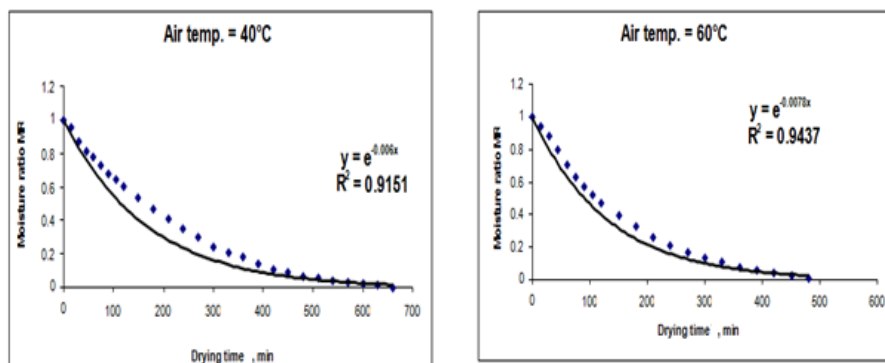 Air temp. = 40°C
1.2
1
0.8
0.6
0.4
0.2
0
Moisture ratio MR
y = e^-0.006x
R² = 0.9151
0 100 200 300 400 500 600 700
Drying time , min
Air temp. = 60°C
1.2
1
0.8
0.6
0.4
0.2
0
Moisture ratio MR
y = e^-0.0078x
R² = 0.9437
0 100 200 300 400 500 600
Drying time , min